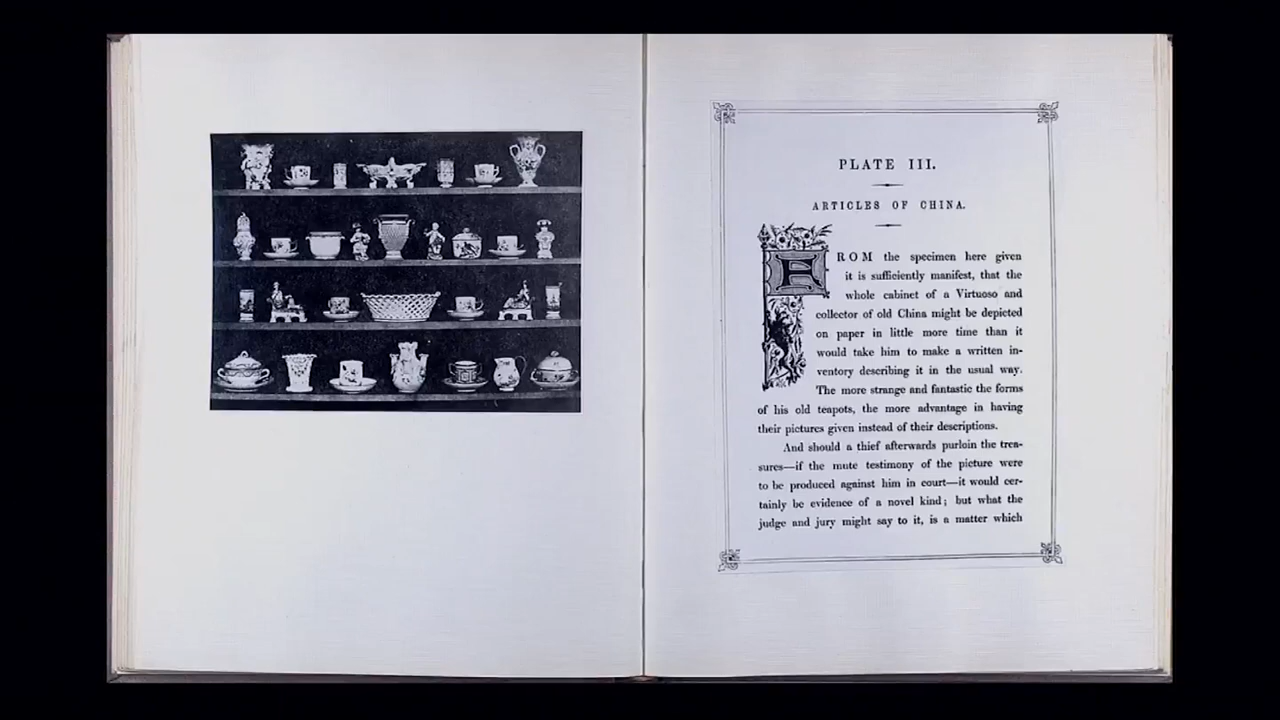 PLATE III.
ARTICLES OF CHINA.
FROM the specimen here given
it is sufficiently manifest, that the
whole cabinet of a Virtuoso and
collector of old China might be depicted
on paper in little more time than it
would take him to make a written in-
ventory describing it in the usual way.
The more strange and fantastic the forms
of his old teapots, the more advantage in having
their pictures given instead of their descriptions.
And should a thief afterwards purloin the trea-
sures—if the mute testimony of the picture were
to be produced against him in court—it would cer-
tainly be evidence of a novel kind; but what the
judge and jury might say to it, is a matter which